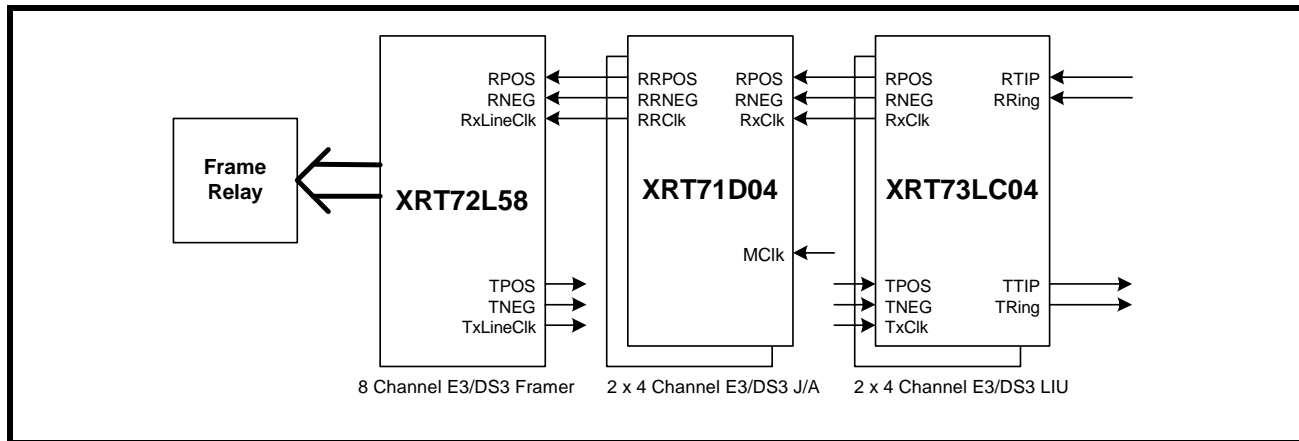 Frame
Relay
RPOS
RNEG
RxLineClk
XRT72L58
TPOS
TNEG
TxLineClk
8 Channel E3/DS3 Framer
RRPOS
RRNEG
RRClk
RPOS
RNEG
RxClk
XRT71D04
MClk
2 x 4 Channel E3/DS3 J/A
RPOS
RNEG
RxClk
RTIP
RRing
XRT73LC04
TPOS
TNEG
TxClk
TTIP
TRing
2 x 4 Channel E3/DS3 LIU